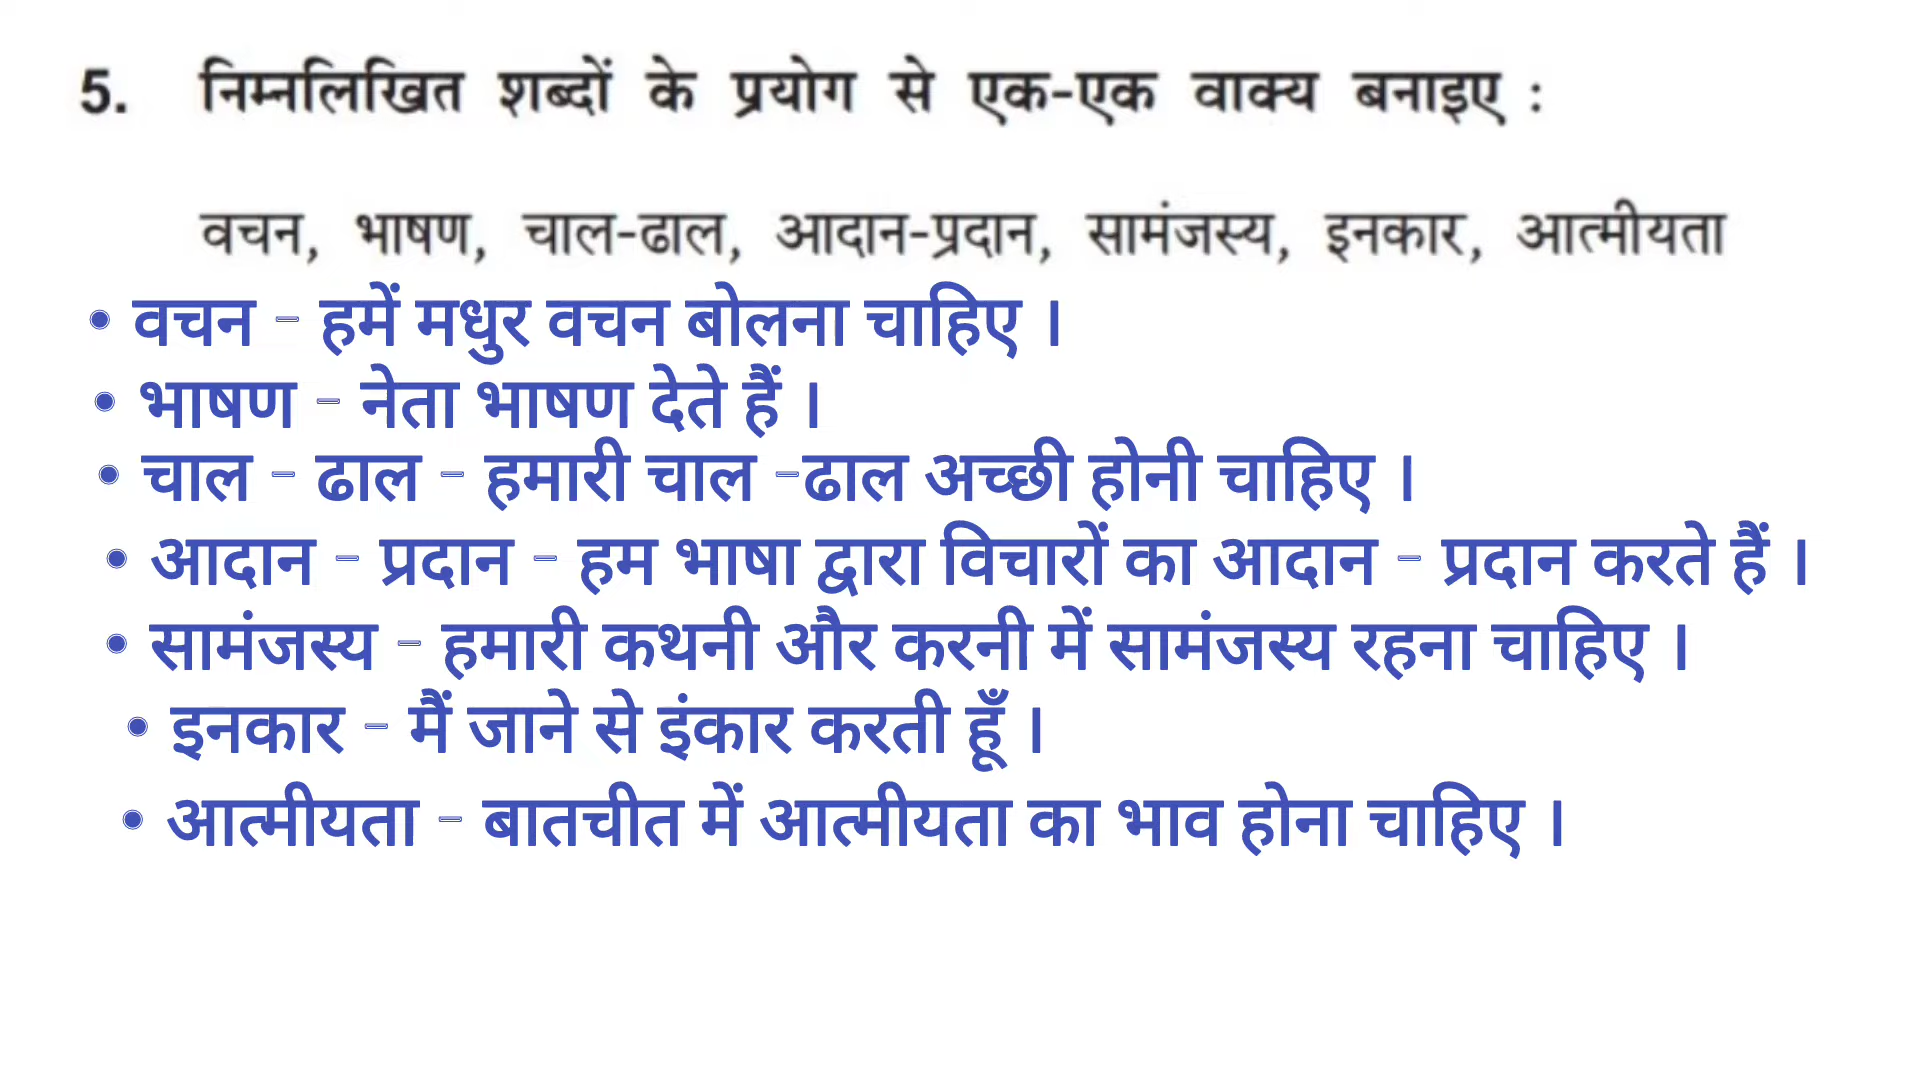 5. निम्नलिखित शब्दों के प्रयोग से एक-एक वाक्य बनाइए :
वचन, भाषण, चाल-ढाल, आदान-प्रदान, सामंजस्य, इनकार, आत्मीयता
• वचन - हमें मधुर वचन बोलना चाहिए ।
• भाषण - नेता भाषण देते हैं ।
• चाल - ढाल - हमारी चाल -ढाल अच्छी होनी चाहिए ।
• आदान - प्रदान - हम भाषा द्वारा विचारों का आदान - प्रदान करते हैं ।
• सामंजस्य - हमारी कथनी और करनी में सामंजस्य रहना चाहिए ।
• इनकार - मैं जाने से इंकार करती हूँ ।
• आत्मीयता - बातचीत में आत्मीयता का भाव होना चाहिए ।